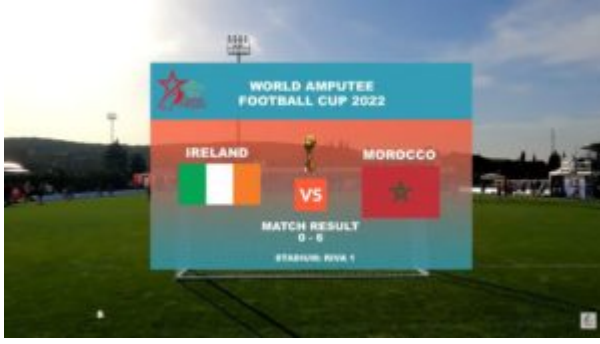 WORLD AMPUTEE
FOOTBALL CUP 2022
IRELAND
MOROCCO
VS
MATCH RESULT
0 - 6
STADIUM: RIVA 1